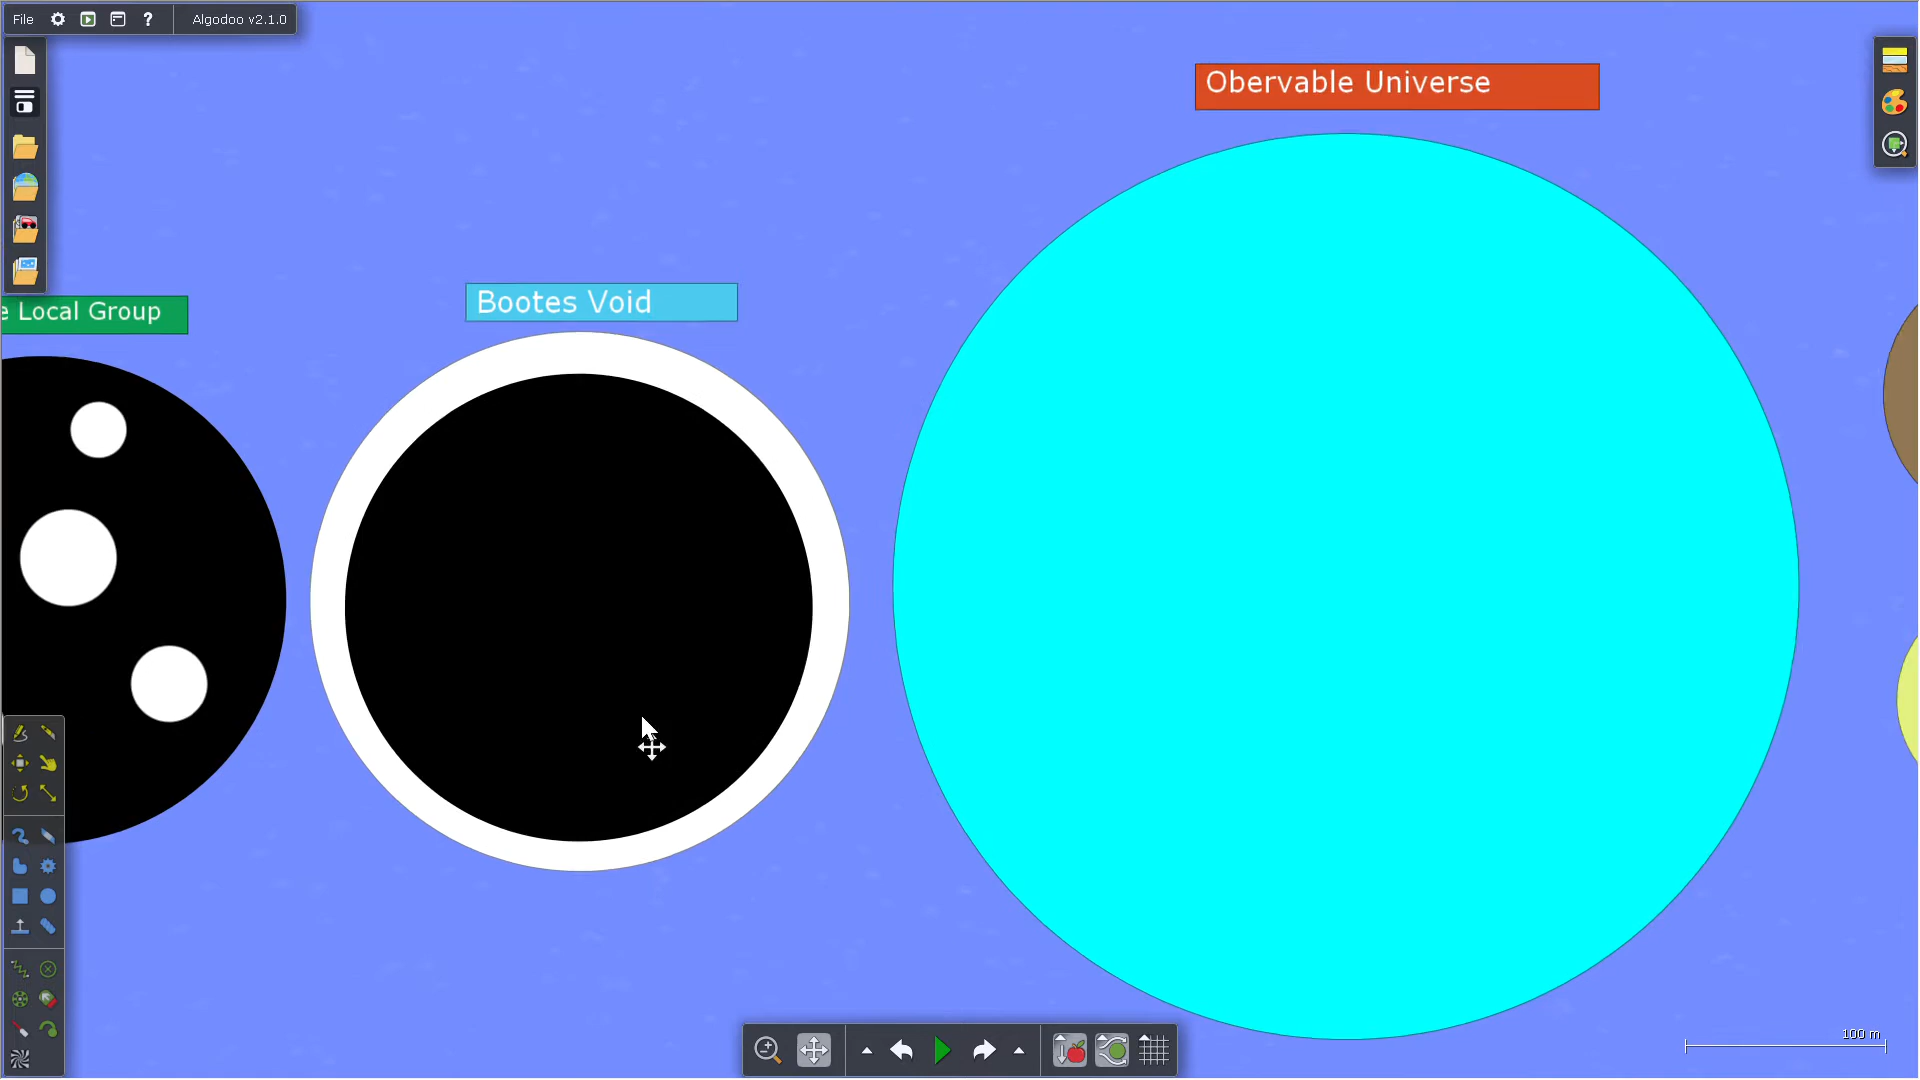 File ? Algodoo v2.1.0
Obervable Universe
Bootes Void
e Local Group
100 m